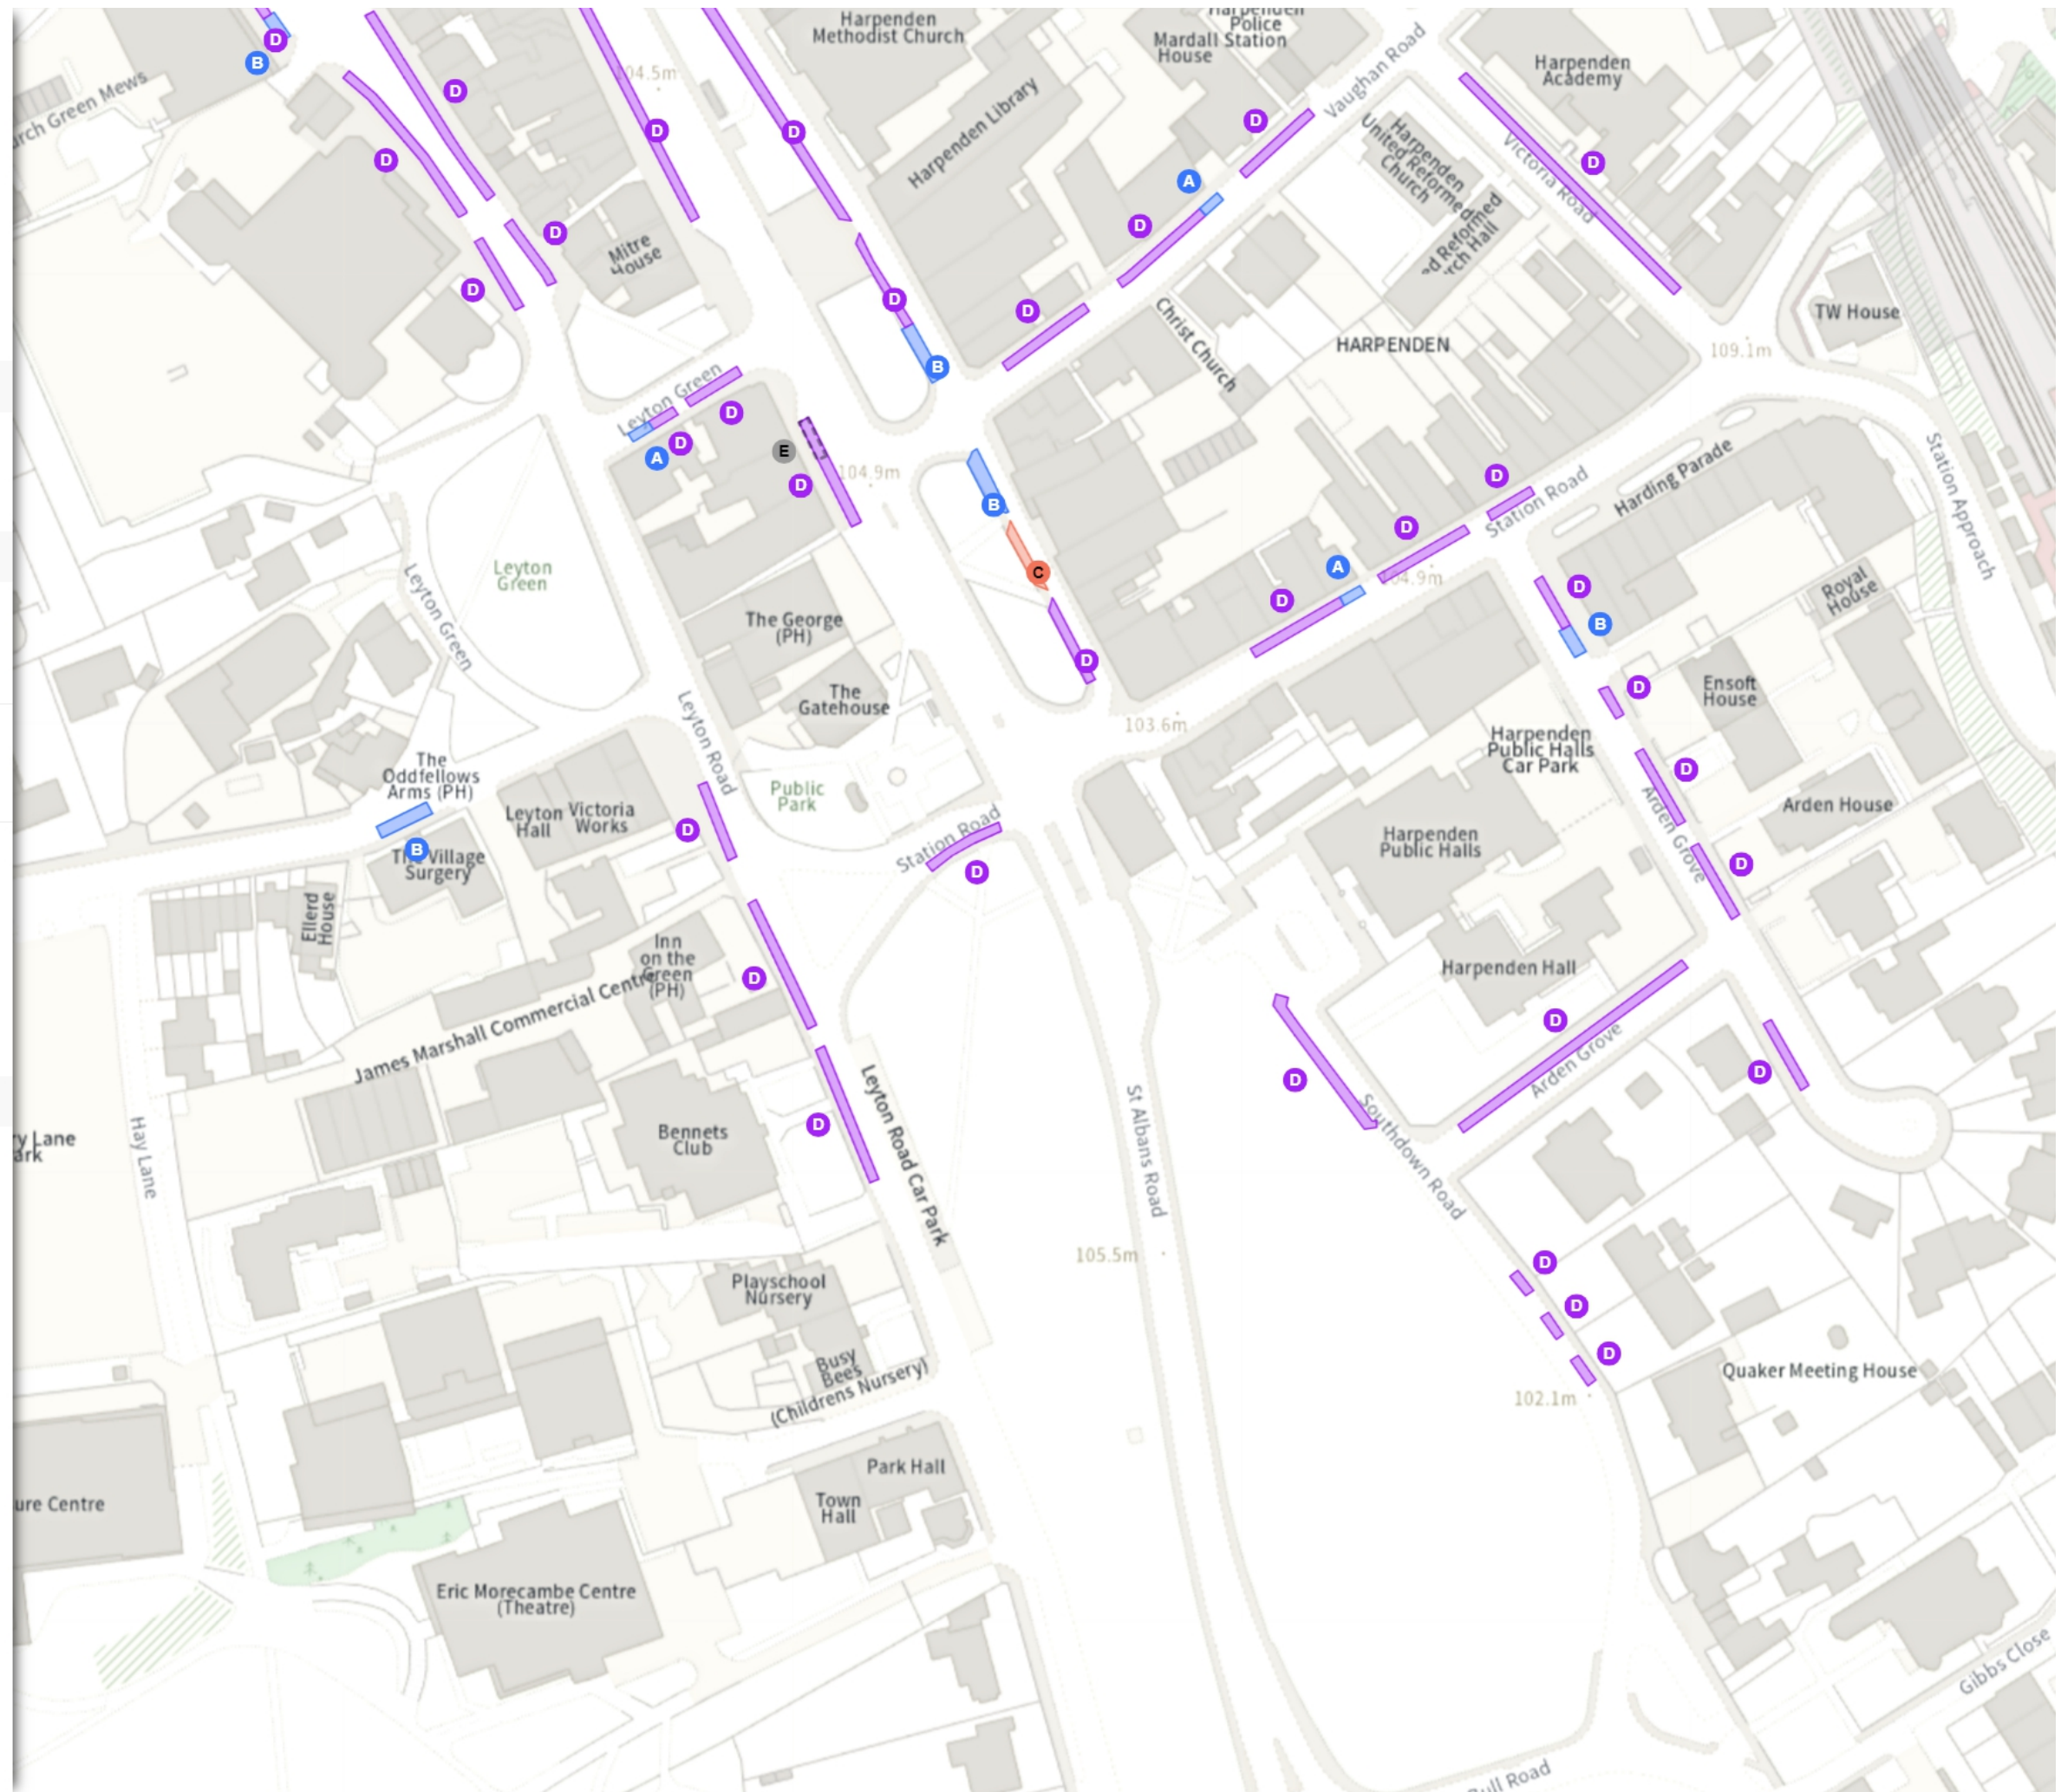 Harpenden
Methodist Church
Harpenden
Police
Mardall Station
House
Vaughan Road
Harpenden
Academy
D
B
D
104.5m
D
D
D
D
A
D
Harpenden Library
Harpenden
United Reformed
Church
Victoria Road
D
D
D
D
Mitre
House
D
D
B
D
Christ Church
HARPENDEN
TW House
109.1m
Leyton Green
D
D
A
E
D
104.9m
B
C
D
D
Station Road
Harding Parade
Station Approach
D
A
D
D
B
Royal
House
Leyton
Green
Leyton Green
The George
(PH)
The
Gatehouse
103.6m
D
Ensoft
House
Harpenden
Public Halls
Car Park
D
Arden Grove
Arden House
D
The
Oddfellows
Arms (PH)
B
The Village
Surgery
Leyton
Hall
Victoria
Works
Leyton Road
D
Public
Park
Station Road
D
Harpenden
Public Halls
Ellerd
House
Inn
on the
Green
(PH)
D
Harpenden Hall
D
Arden Grove
D
D
James Marshall Commercial Centre
Hay Lane
Bennets
Club
D
Leyton Road Car Park
St Albans Road
Southdown Road
105.5m
D
D
D
Playschool
Nursery
Busy
Bees
(Childrens Nursery)
102.1m
Quaker Meeting House
Park Hall
Town
Hall
ure Centre
Eric Morecambe Centre
(Theatre)
Gibbs Close